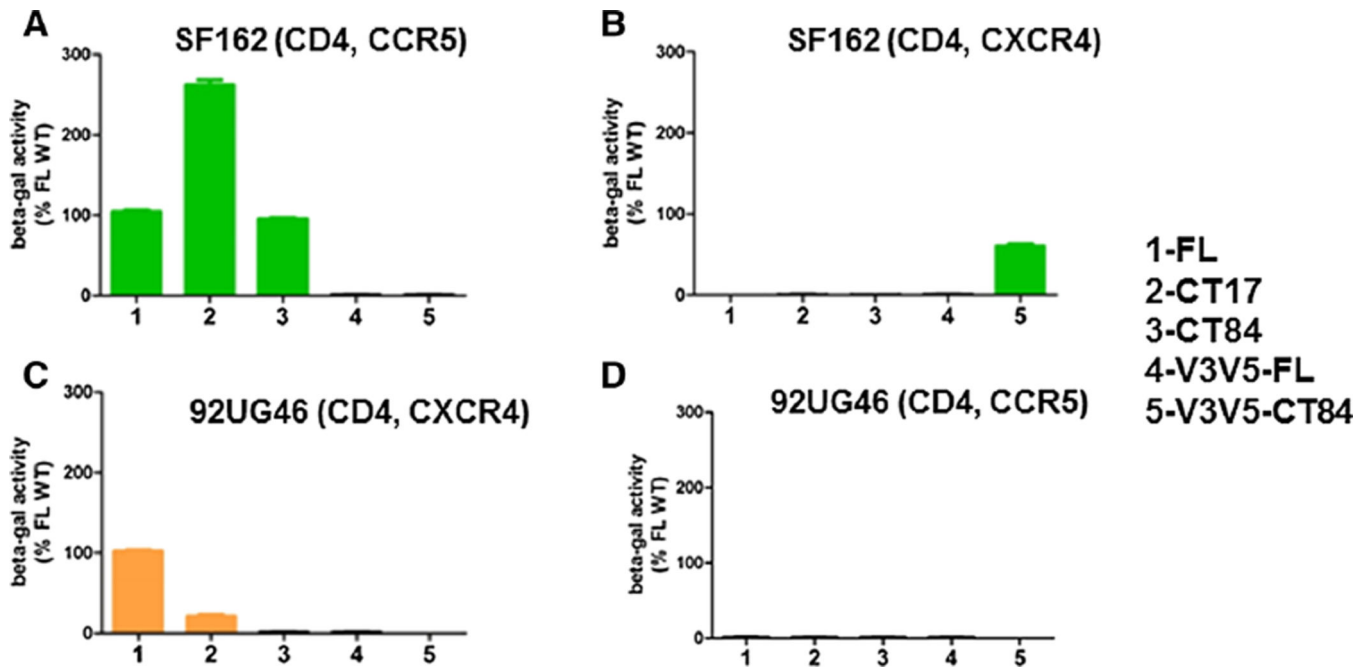 A
SF162 (CD4, CCR5)
beta-gal activity
(% FL WT)
300
200
100
0
1 2 3 4 5
B
SF162 (CD4, CXCR4)
beta-gal activity
(% FL WT)
300
200
100
0
1 2 3 4 5
1-FL
2-CT17
3-CT84
4-V3V5-FL
5-V3V5-CT84
C
92UG46 (CD4, CXCR4)
beta-gal activity
(% FL WT)
300
200
100
0
1 2 3 4 5
D
92UG46 (CD4, CCR5)
beta-gal activity
(% FL WT)
300
200
100
0
1 2 3 4 5